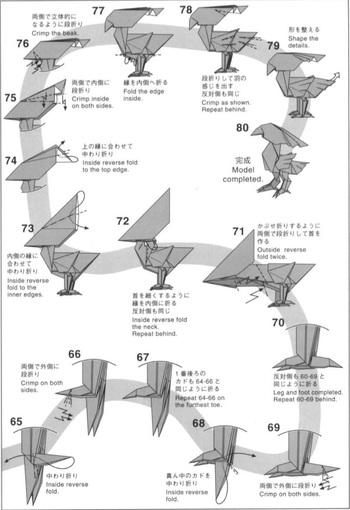 77
78
両側で立体的に
なるように段折り
Crimp the beak.
76
縁を内側へ折る
Fold the edge
inside.
段折りして羽の
感じを出す
反対側も同じ
Crimp as shown.
Repeat behind.
形を整える
Shape the
details.
79
両側で内側に
段折り
Crimp inside
on both sides.
75
80
完成
Model
completed.
上の縁に合わせて
中わり折り
Inside reverse fold
to the top edge.
74
73
内側の縁に
合わせて
中わり折り
Inside reverse
fold to the
inner edges.
72
首を細くするように
縁を内側に折る
反対側も同じ
Inside reverse fold
the neck.
Repeat behind.
71
かぶせ折りするように
両側で段折りして首を
作る
Outside reverse
fold twice.
70
反対側も60-69と
同じように折る
Leg and foot completed.
Repeat 60-69 behind.
66
両側で外側に
段折り
Crimp on both
sides.
67
1番後ろの
カドも64-66と
同じように折る
Repeat 64-66 on
the furthest toe.
65
中わり折り
Inside reverse
fold.
68
真ん中のカドを
中わり折り
Inside reverse
fold.
69
両側で外側に段折り
Crimp on both sides.